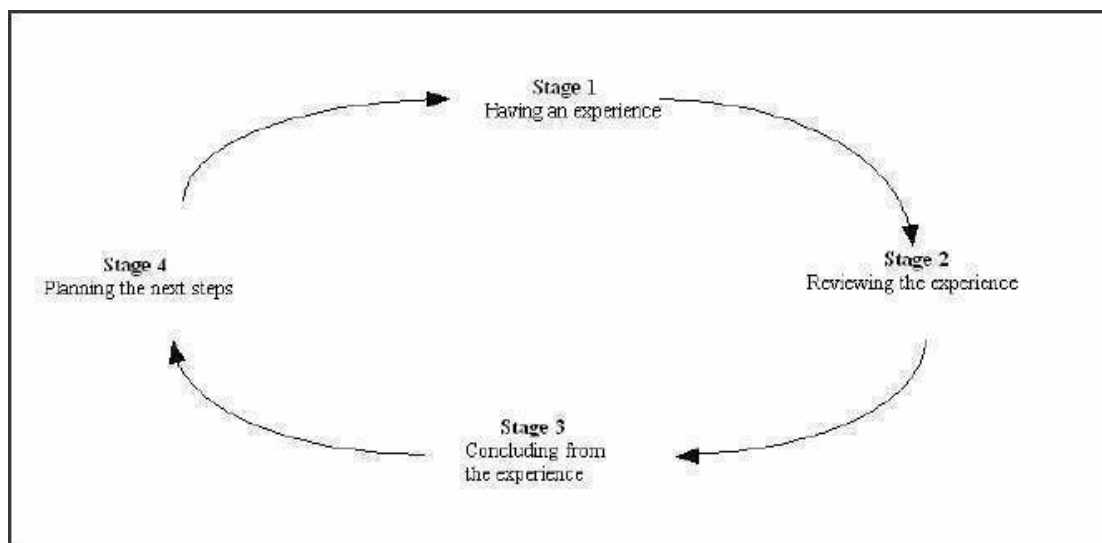 Stage 1
Having an experience
Stage 2
Reviewing the experience
Stage 3
Concluding from
the experience
Stage 4
Planning the next steps